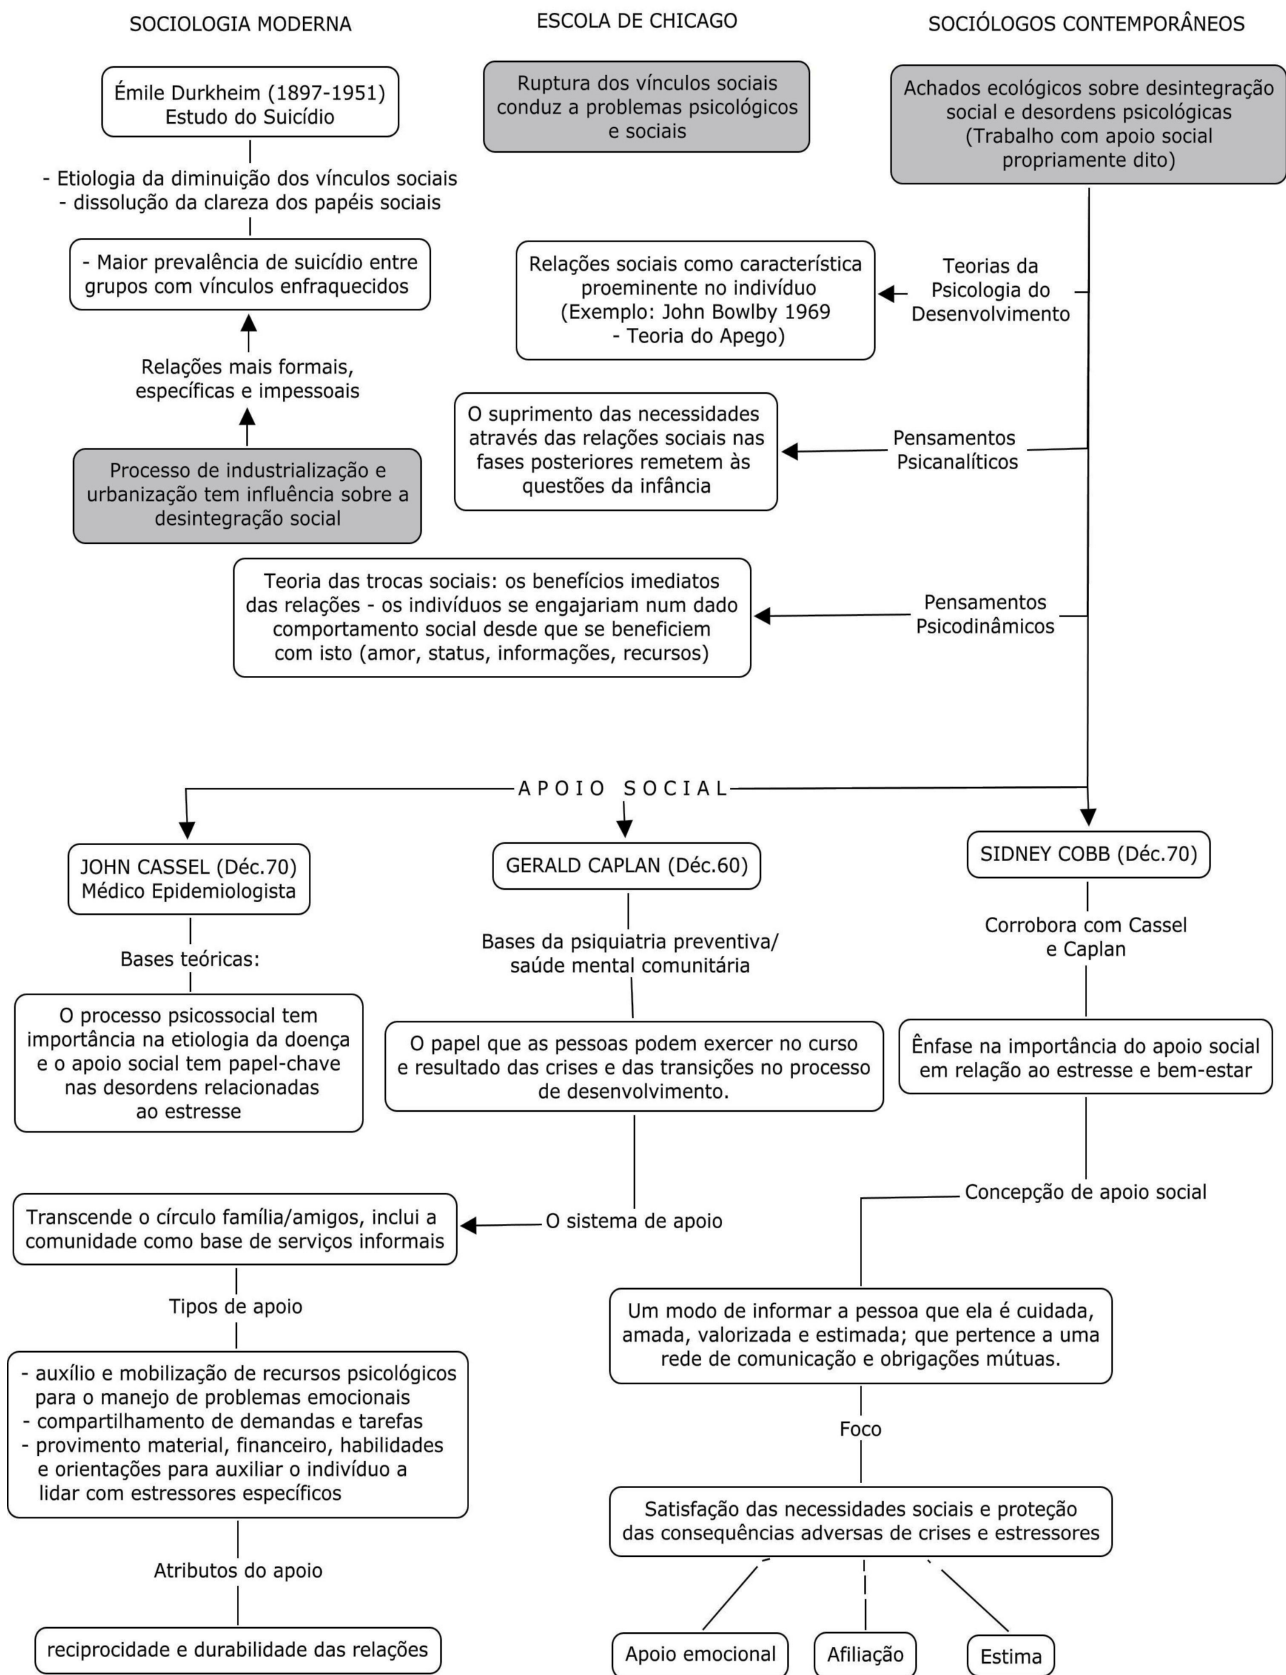 SOCIOLOGIA MODERNA
ESCOLA DE CHICAGO
SOCIÓLOGOS CONTEMPORÂNEOS
Émile Durkheim (1897-1951)
Estudo do Suicídio
Ruptura dos vínculos sociais
conduz a problemas psicológicos
e sociais
Achados ecológicos sobre desintegração
social e desordens psicológicas
(Trabalho com apoio social
propriamente dito)
- Etiologia da diminuição dos vínculos sociais
- dissolução da clareza dos papéis sociais
- Maior prevalência de suicídio entre
grupos com vínculos enfraquecidos
Relações mais formais,
específicas e impessoais
Processo de industrialização e
urbanização tem influência sobre a
desintegração social
Relações sociais como característica
proeminente no indivíduo
(Exemplo: John Bowlby 1969
- Teoria do Apego)
Teorias da
Psicologia do
Desenvolvimento
O suprimento das necessidades
através das relações sociais nas
fases posteriores remetem às
questões da infância
Pensamentos
Psicanalíticos
Teoria das trocas sociais: os benefícios imediatos
das relações - os indivíduos se engajariam num dado
comportamento social desde que se beneficiem
com isto (amor, status, informações, recursos)
Pensamentos
Psicodinâmicos
APOIO SOCIAL
JOHN CASSEL (Déc.70)
Médico Epidemiologista
Bases teóricas:
O processo psicossocial tem
importância na etiologia da doença
e o apoio social tem papel-chave
nas desordens relacionadas
ao estresse
GERALD CAPLAN (Déc.60)
Bases da psiquiatria preventiva/
saúde mental comunitária
O papel que as pessoas podem exercer no curso
e resultado das crises e das transições no processo
de desenvolvimento.
O sistema de apoio
Transcende o círculo família/amigos, inclui a
comunidade como base de serviços informais
Tipos de apoio
- auxílio e mobilização de recursos psicológicos
para o manejo de problemas emocionais
- compartilhamento de demandas e tarefas
- provimento material, financeiro, habilidades
e orientações para auxiliar o indivíduo a
lidar com estressores específicos
Atributos do apoio
reciprocidade e durabilidade das relações
SIDNEY COBB (Déc.70)
Corrobora com Cassel
e Caplan
Ênfase na importância do apoio social
em relação ao estresse e bem-estar
Concepção de apoio social
Um modo de informar a pessoa que ela é cuidada,
amada, valorizada e estimada; que pertence a uma
rede de comunicação e obrigações mútuas.
Foco
Satisfação das necessidades sociais e proteção
das consequências adversas de crises e estressores
Apoio emocional
Afiliação
Estima